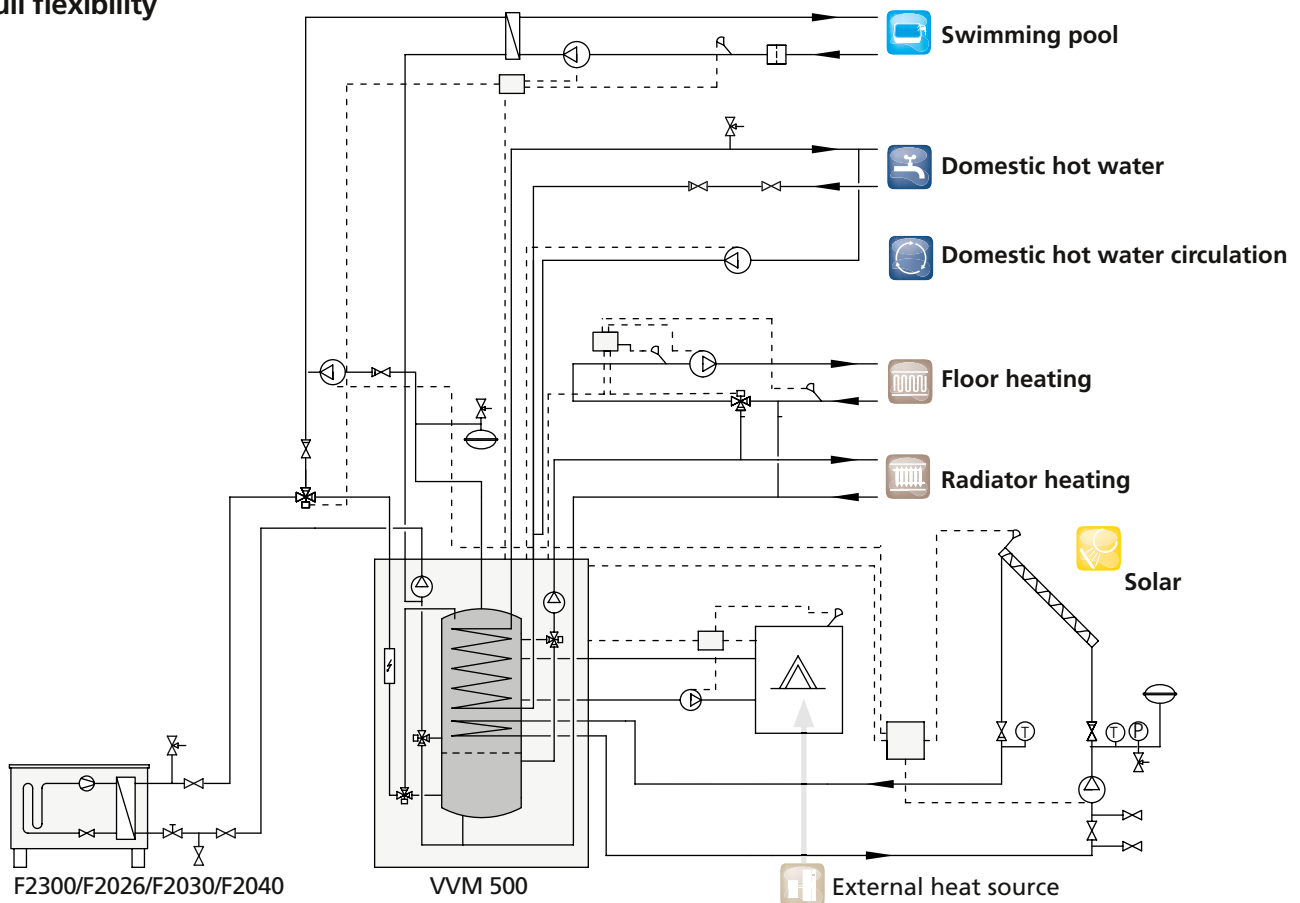 flexibility
Swimming pool
Domestic hot water
Domestic hot water circulation
Floor heating
Radiator heating
Solar
T
T
P
F2300/F2026/F2030/F2040
VVM 500
External heat source